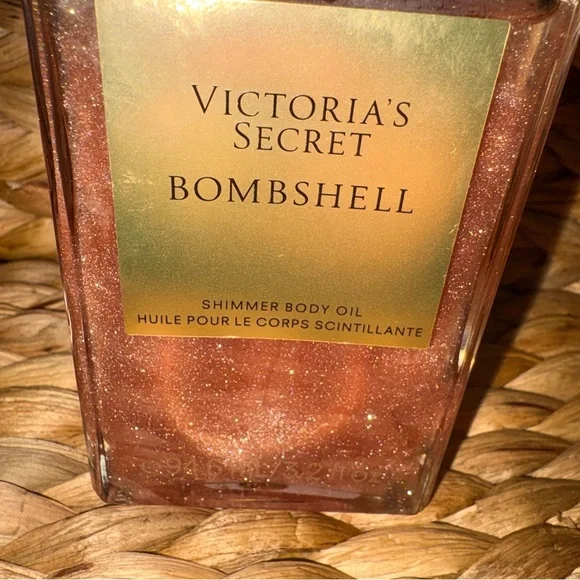 VICTORIA'S
SECRET
BOMBSHELL
SHIMMER BODY OIL
HUILE POUR LE CORPS SCINTILLANTE